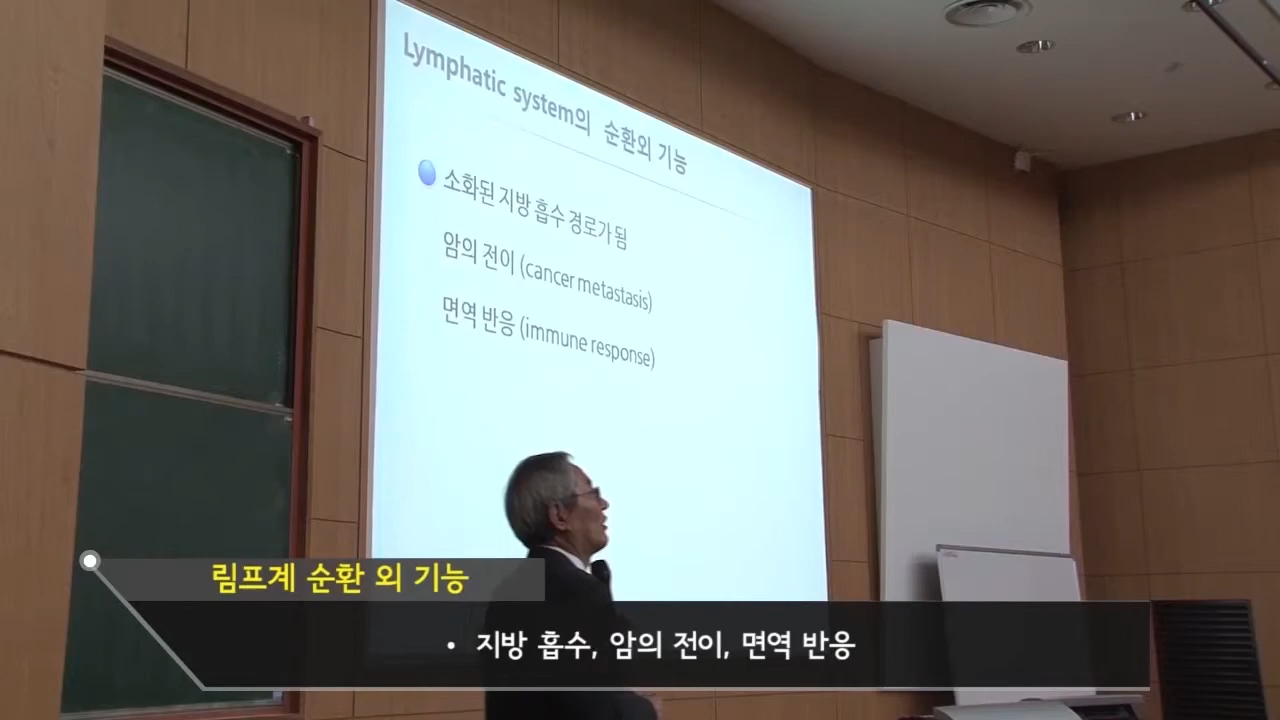 Lymphatic system의 순환외 기능
소화된 지방 흡수 경로가 됨
암의 전이 (cancer metastasis)
면역 반응 (immune response)
림프계 순환 외 기능
• 지방 흡수, 암의 전이, 면역 반응